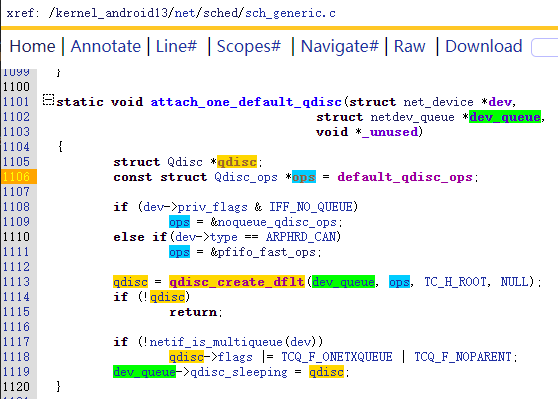 xref: /kernel_android13/net/sched/sch_generic.c
Home | Annotate | Line# | Scopes# | Navigate# | Raw | Download
1099 }
1100
1101 static void attach_one_default_qdisc(struct net_device *dev,
1102 struct netdev_queue *dev_queue,
1103 void *_unused)
1104 {
1105 struct Qdisc *qdisc;
1106 const struct Qdisc_ops *ops = default_qdisc_ops;
1107
1108 if (dev->priv_flags & IFF_NO_QUEUE)
1109 ops = &noqueue_qdisc_ops;
1110 else if(dev->type == ARPHRD_CAN)
1111 ops = &pfifo_fast_ops;
1112
1113 qdisc = qdisc_create_dflt(dev_queue, ops, TC_H_ROOT, NULL);
1114 if (!qdisc)
1115 return;
1116
1117 if (!netif_is_multiqueue(dev))
1118 qdisc->flags |= TCQ_F_ONETXQUEUE | TCQ_F_NOPARENT;
1119 dev_queue->qdisc_sleeping = qdisc;
1120 }